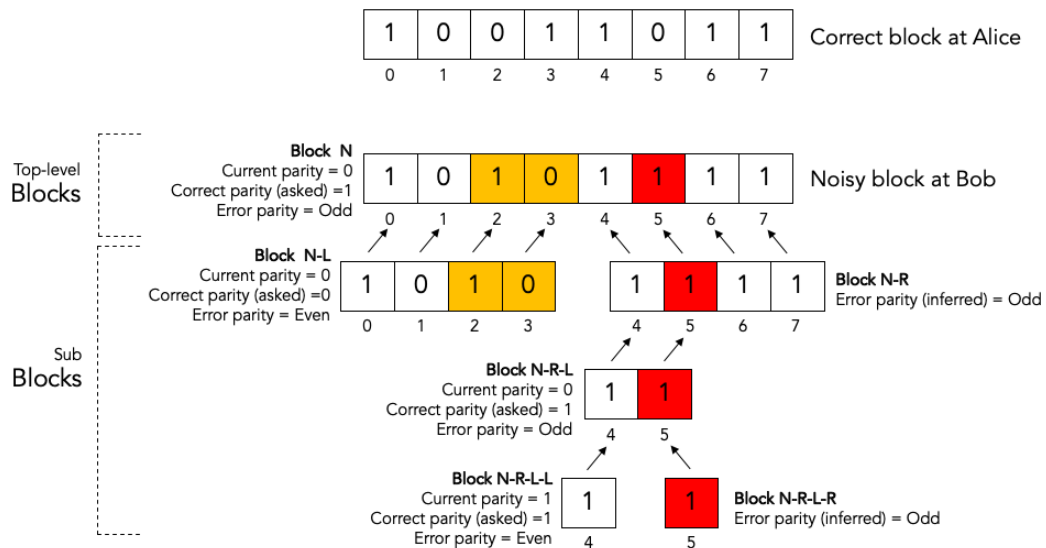 1 0 0 1 1 0 1 1
Correct block at Alice
0 1 2 3 4 5 6 7
Top-level
Blocks
Block N
Current parity = 0
Correct parity (asked) =1
Error parity = Odd
1 0 1 0 1 1 1 1
Noisy block at Bob
0 1 2 3 4 5 6 7
Sub
Blocks
Block N-L
Current parity = 0
Correct parity (asked) =0
Error parity = Even
1 0 1 0
0 1 2 3
1 1 1 1
4 5 6 7
Block N-R
Error parity (inferred) = Odd
Block N-R-L
Current parity = 0
Correct parity (asked) = 1
Error parity = Odd
1 1
4 5
Block N-R-L-L
Current parity = 1
Correct parity (asked) =1
Error parity = Even
1
4
1
5
Block N-R-L-R
Error parity (inferred) = Odd